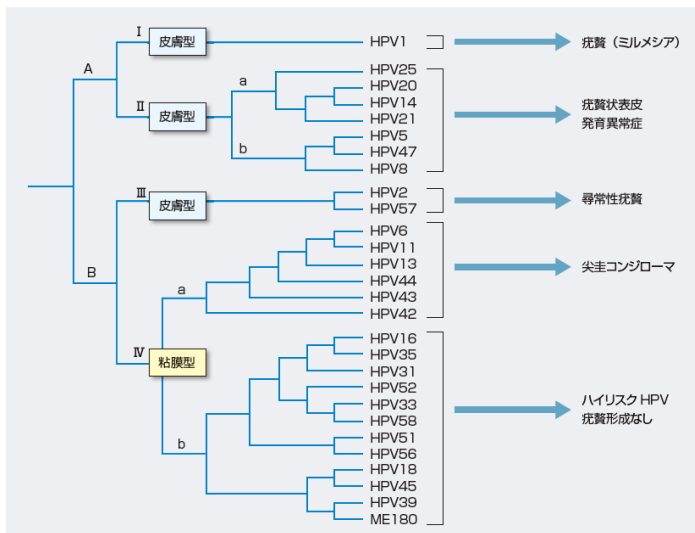 A
Ⅰ
皮膚型
HPV1
疣贅（ミルメシア）
Ⅱ
皮膚型
a
HPV25
HPV20
HPV14
HPV21
疣贅状表皮
発育異常症
b
HPV5
HPV47
HPV8
B
Ⅲ
皮膚型
HPV2
HPV57
尋常性疣贅
Ⅳ
粘膜型
a
HPV6
HPV11
HPV13
HPV44
HPV43
HPV42
尖圭コンジローマ
b
HPV16
HPV35
HPV31
HPV52
HPV33
HPV58
HPV51
HPV56
HPV18
HPV45
HPV39
ME180
ハイリスク HPV
疣贅形成なし